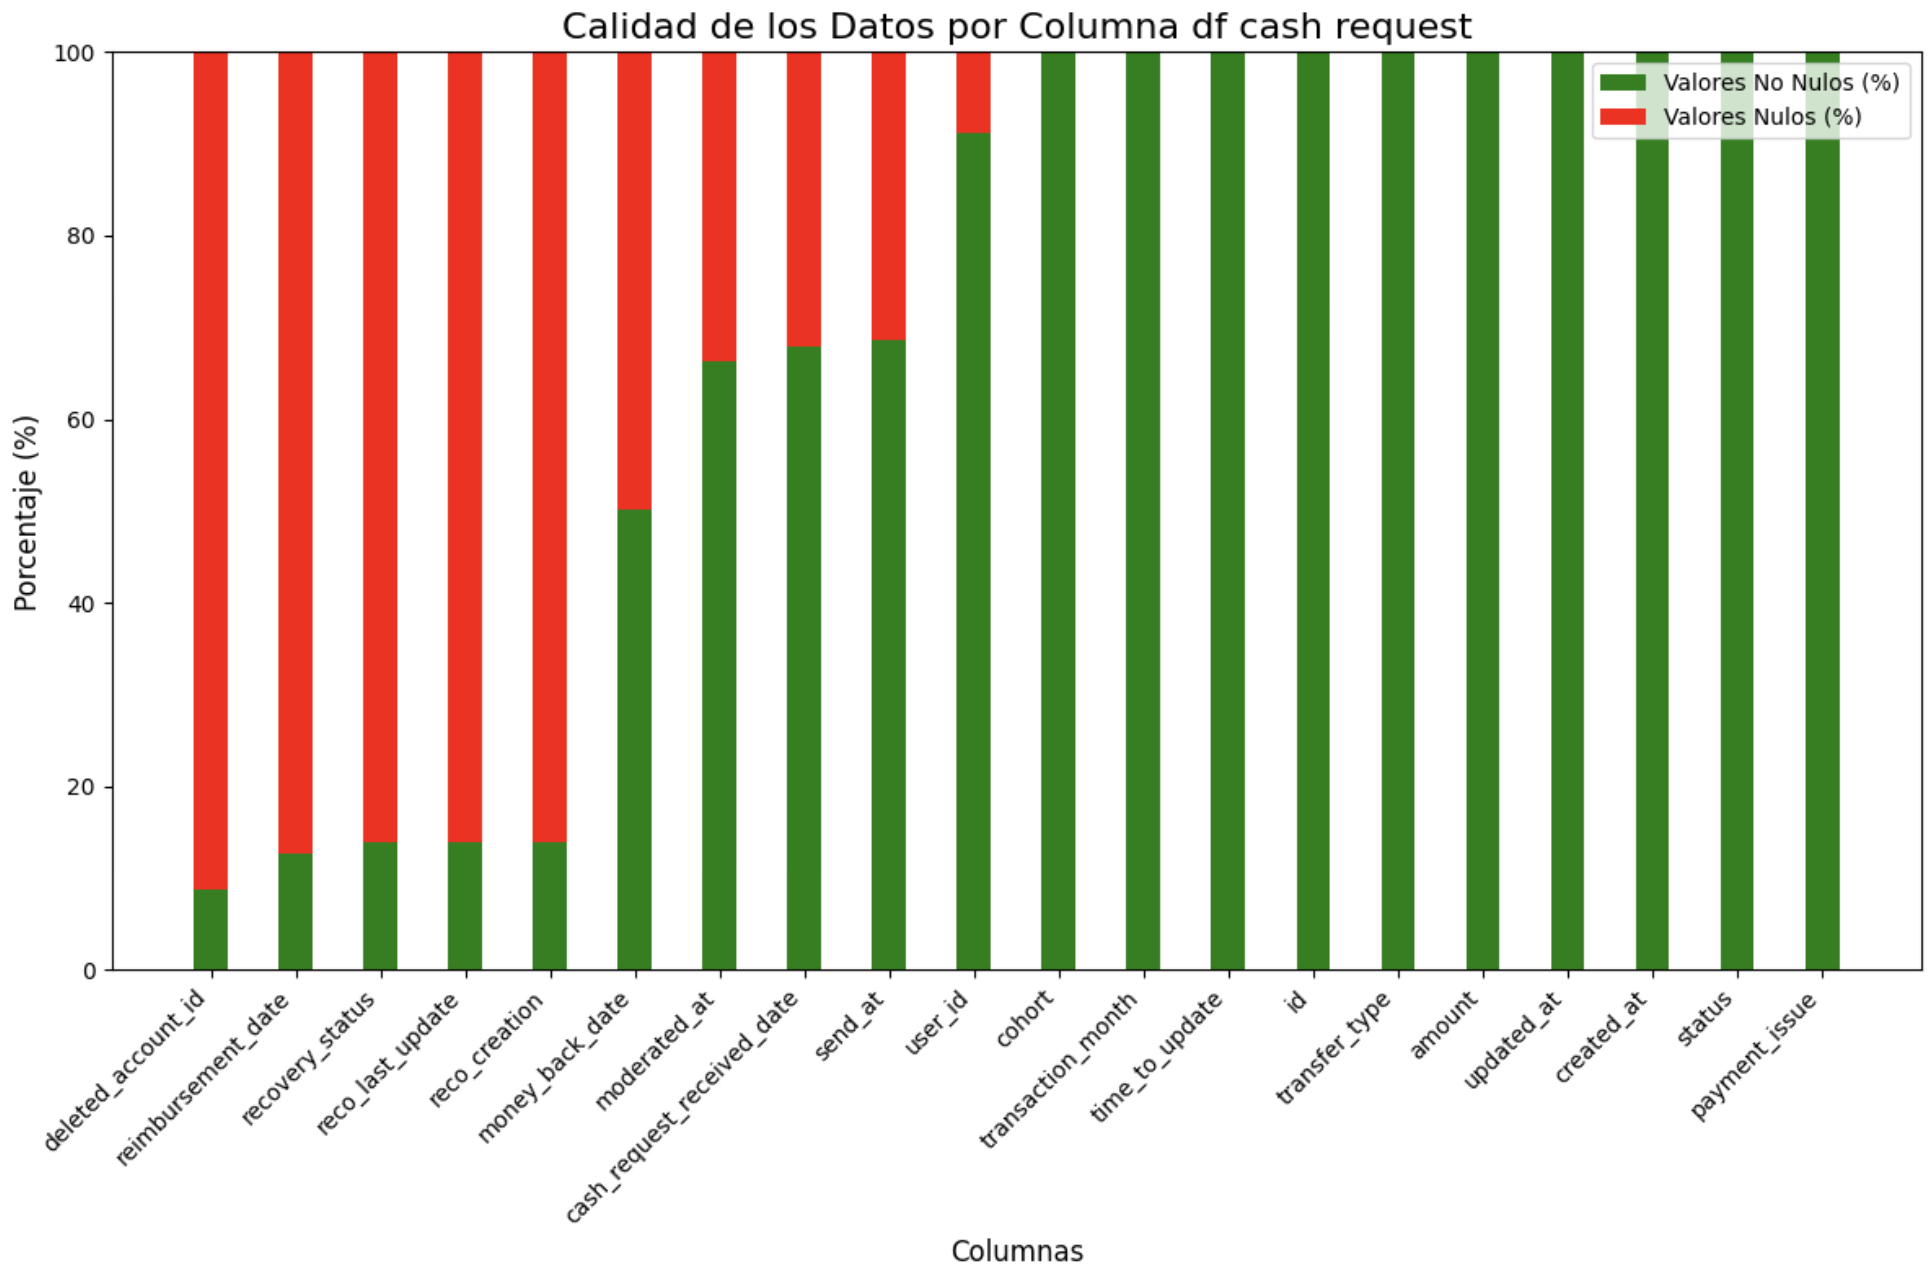 Calidad de los Datos por Columna df cash request
Valores No Nulos (%)
Valores Nulos (%)
Porcentaje (%)
100
80
60
40
20
0
deleted_account_id
reimbursement_date
recovery_status
reco_last_update
reco_creation
money_back_date
moderated_at
cash_request_received_date
send_at
user_id
cohort
transaction_month
time_to_update
id
transfer_type
amount
updated_at
created_at
status
payment_issue
Columnas